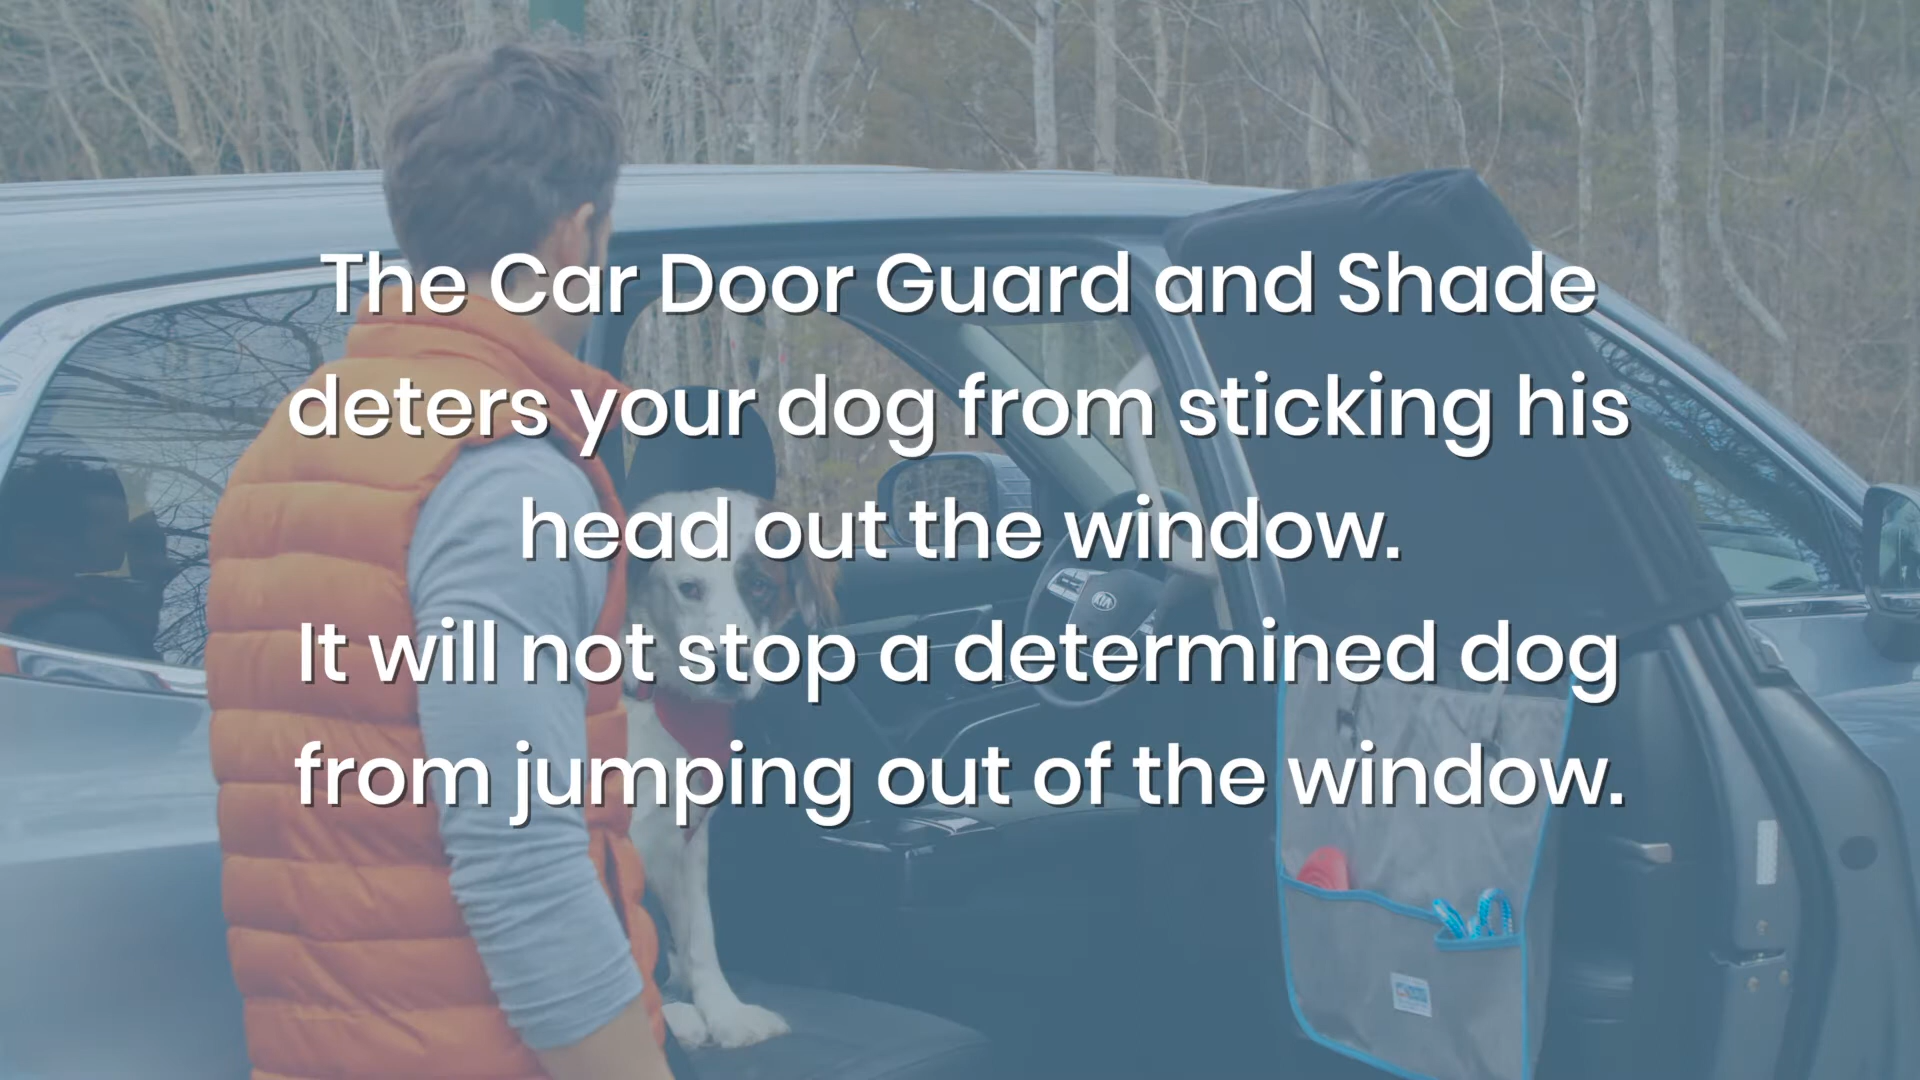 The Car Door Guard and Shade
deters your dog from sticking his
head out the window.
It will not stop a determined dog
from jumping out of the window.
KIA